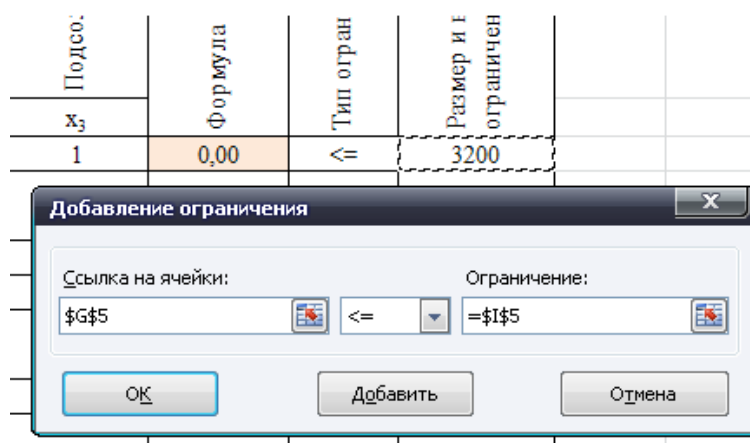 Подсо
Формула
Тип огран
Размер и в
ограничен
x₃
1 0,00 <= 3200
Добавление ограничения
x
Ссылка на ячейки: Ограничение:
$G$5 <= =$I$5
ОК Добавить Отмена